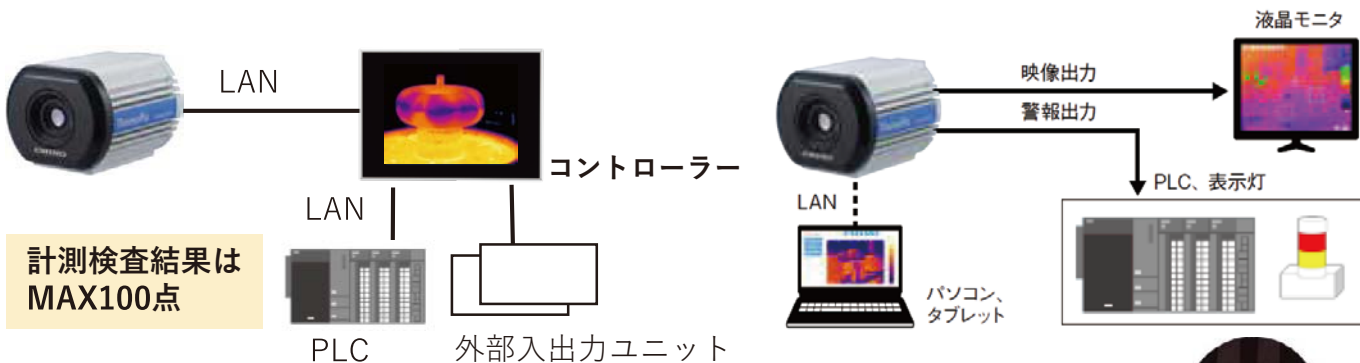 LAN
コントローラー
LAN
計測検査結果は
MAX100点
PLC
外部入出力ユニット
液晶モニタ
映像出力
警報出力
PLC、表示灯
LAN
パソコン、
タブレット